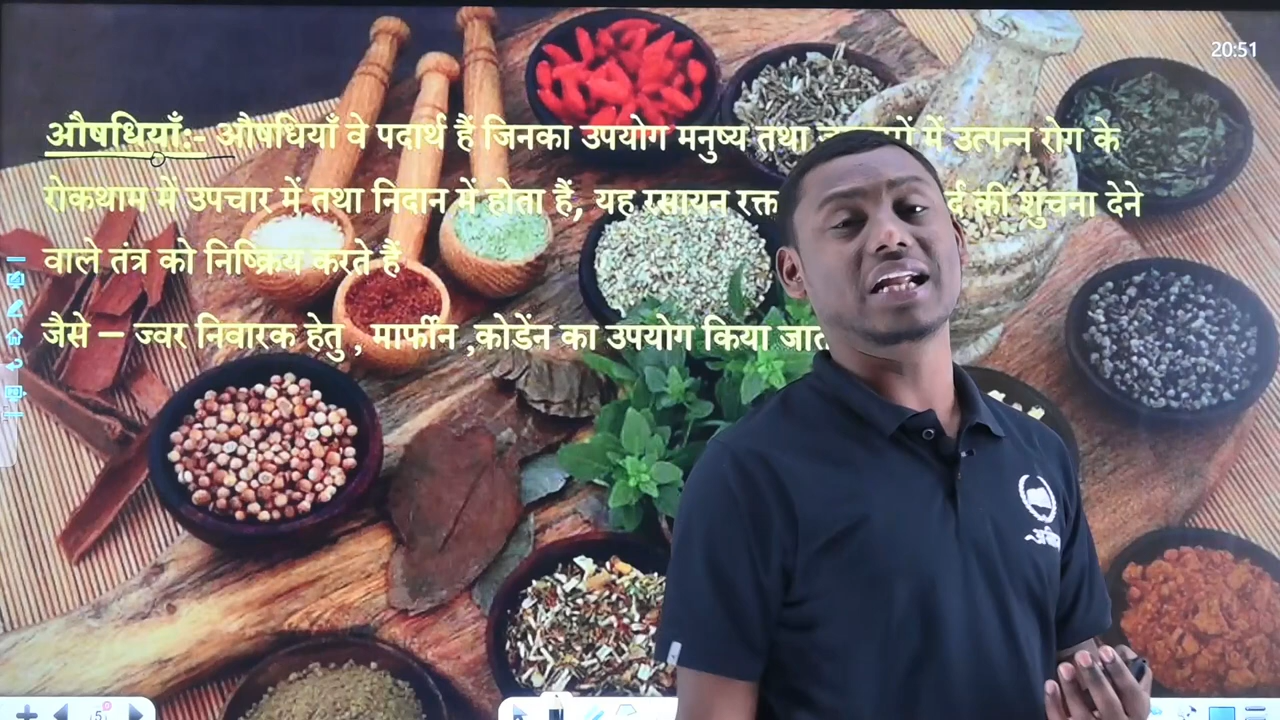 20:51
औषधियाँ:- औषधियाँ वे पदार्थ हैं जिनका उपयोग मनुष्य तथा में उत्पन्न रोग के
रोकथाम में उपचार में तथा निदान में होता हैं, यह रसायन रक्त की शुचना देने
वाले तंत्र को निष्क्रिय करते हैं
जैसे – ज्वर निवारक हेतु , मार्फीन ,कोडेंन का उपयोग किया